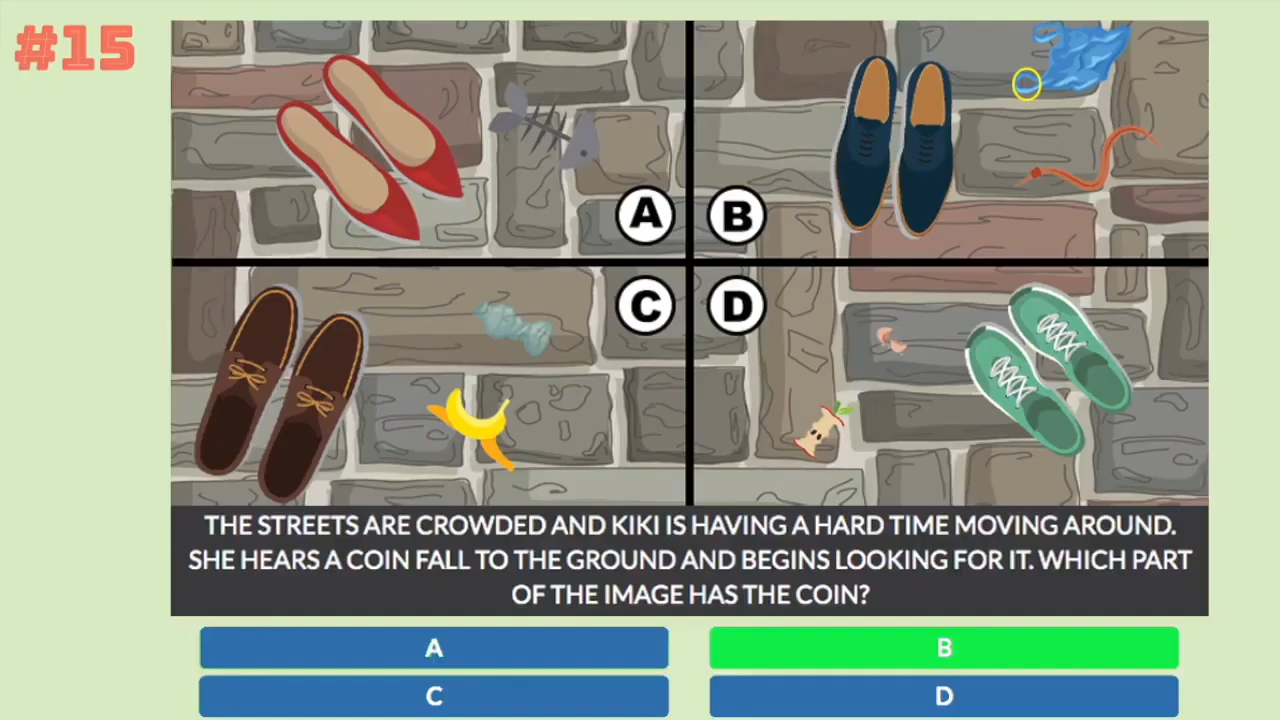 #15
A
B
C
D
THE STREETS ARE CROWDED AND KIKI IS HAVING A HARD TIME MOVING AROUND.
SHE HEARS A COIN FALL TO THE GROUND AND BEGINS LOOKING FOR IT. WHICH PART
OF THE IMAGE HAS THE COIN?
A
B
C
D